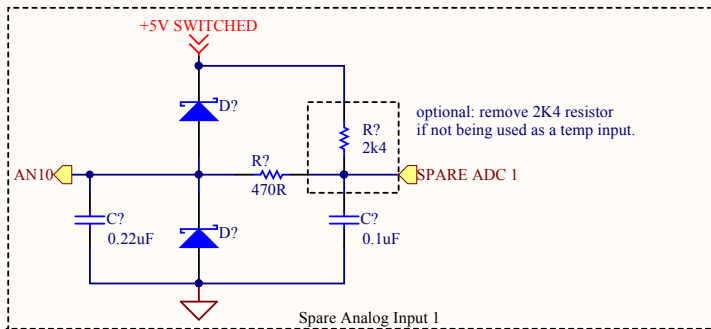 +5V SWITCHED
D?
optional: remove 2K4 resistor
if not being used as a temp input.
R?
2k4
R?
470R
AN10
SPARE ADC 1
C?
0.22uF
D?
C?
0.1uF
Spare Analog Input 1